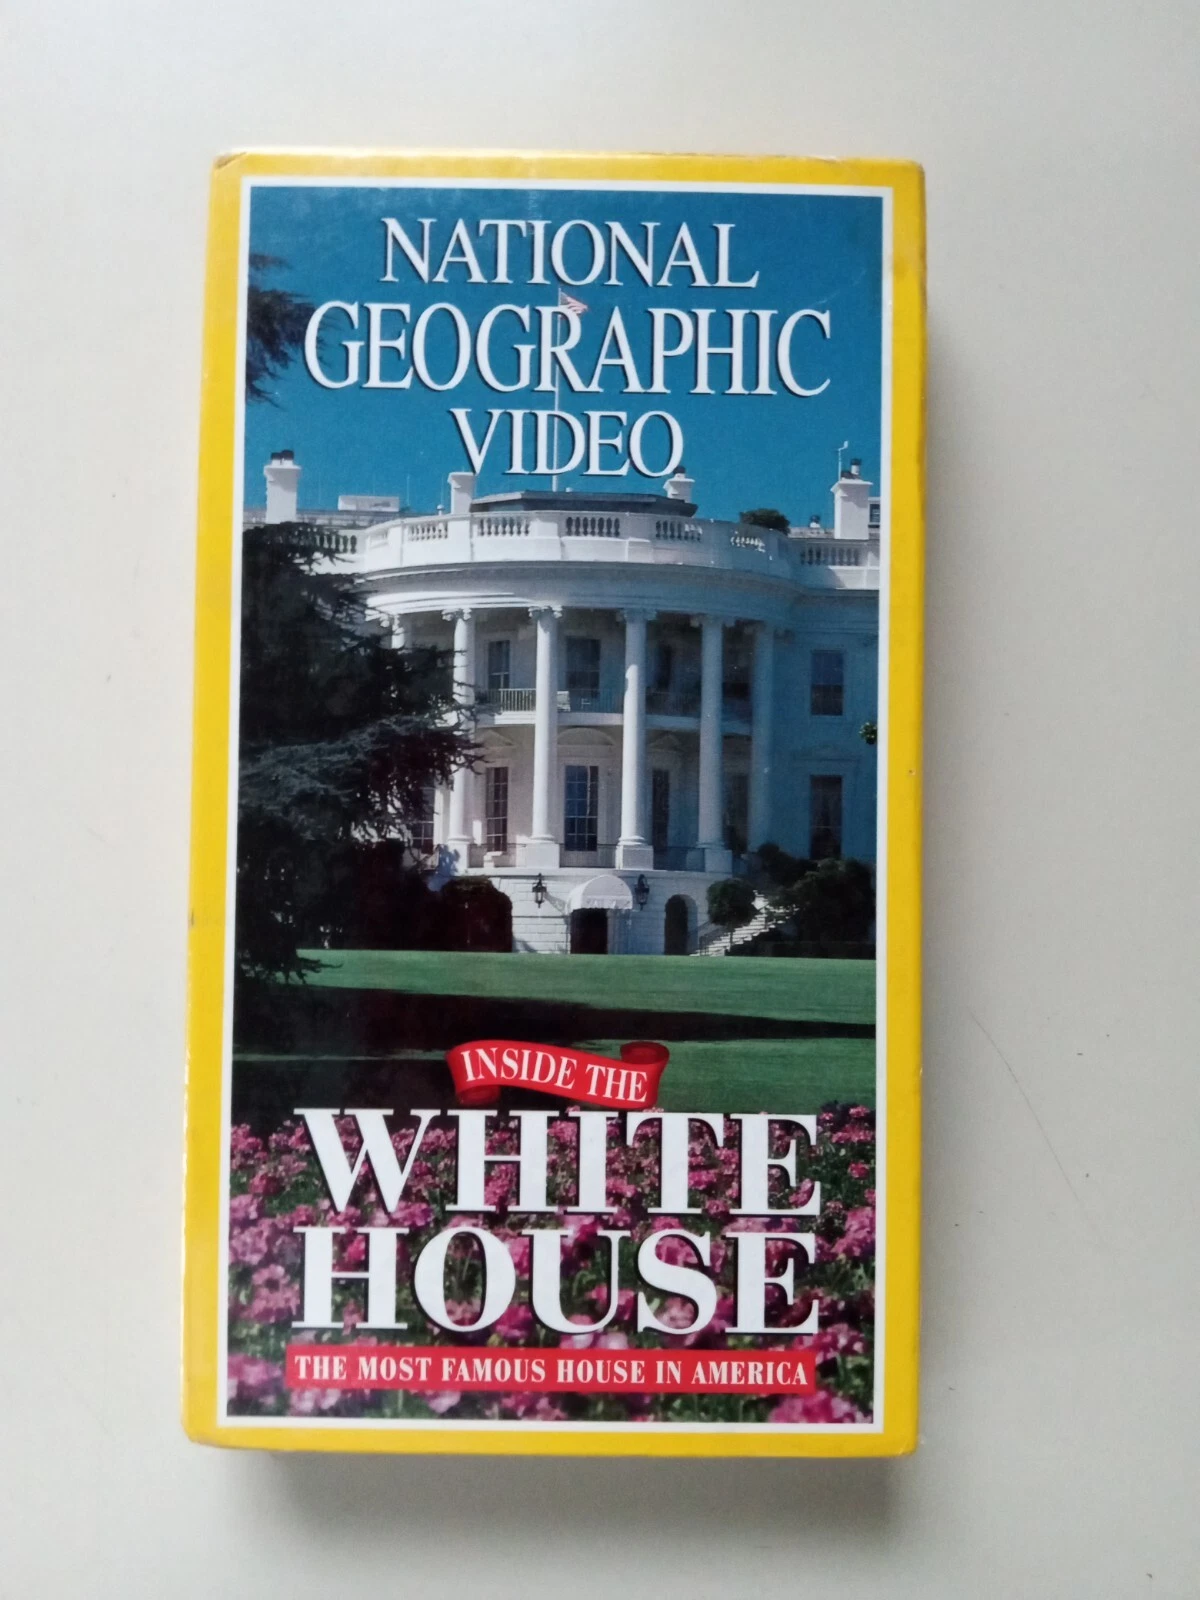 NATIONAL
GEOGRAPHIC
VIDEO
INSIDE THE
WHITE
HOUSE
THE MOST FAMOUS HOUSE IN AMERICA